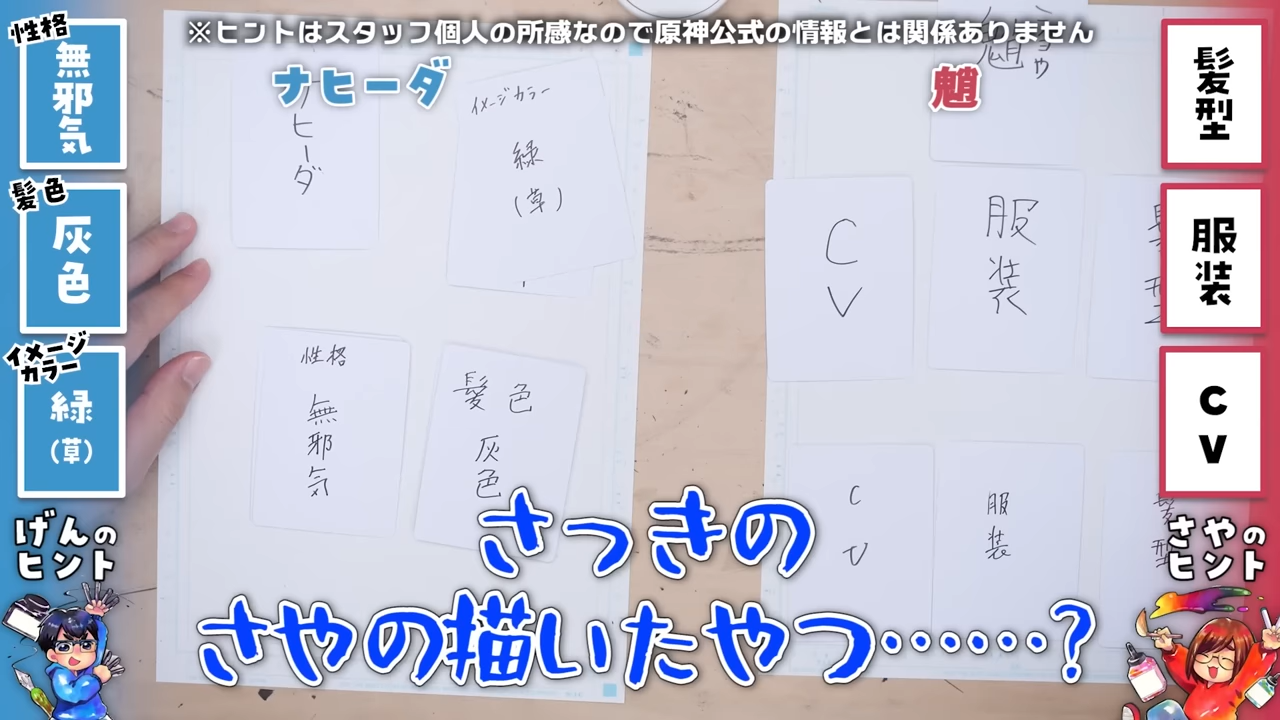 ※ヒントはスタッフ個人の所感なので原神公式の情報とは関係ありません
性格
無邪気
髪色
灰色
イメージ
カラー
緑
(草)
げんの
ヒント
ナヒーダ
ヒーダ
イメージカラー
緑
(草)
性格
無邪気
髪色
灰色
魈
CV
服装
CV
服装
髪型
服装
CV
さやの
ヒント
さっきの
さやの描いたやつ……?